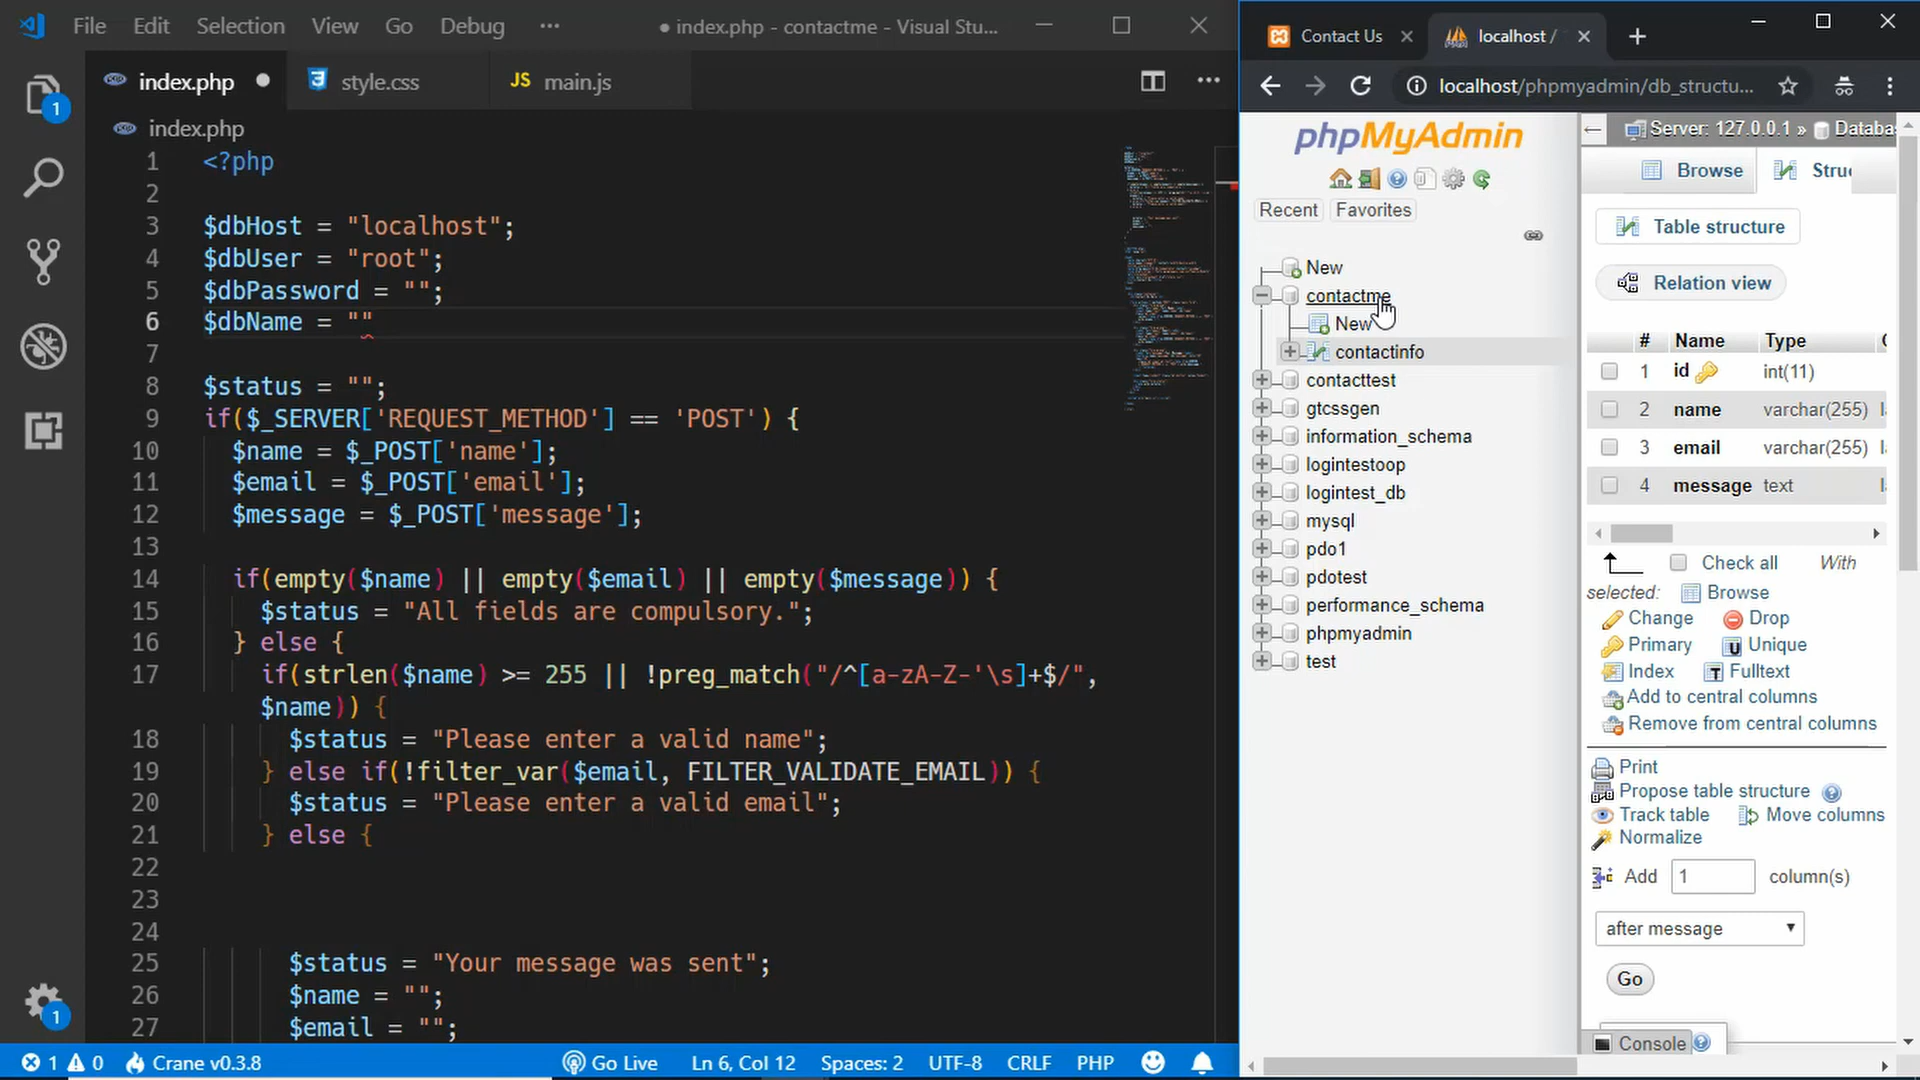 File Edit Selection View Go Debug ··· ● index.php - contactme - Visual Stu...
index.php ● style.css JS main.js ···
index.php
1 <?php
2
3 $dbHost = "localhost";
4 $dbUser = "root";
5 $dbPassword = "";
6 $dbName = ""
7
8 $status = "";
9 if($_SERVER['REQUEST_METHOD'] == 'POST') {
10 $name = $_POST['name'];
11 $email = $_POST['email'];
12 $message = $_POST['message'];
13
14 if(empty($name) || empty($email) || empty($message)) {
15 $status = "All fields are compulsory.";
16 } else {
17 if(strlen($name) >= 255 || !preg_match("/^[a-zA-Z-'\s]+$/",
$name)) {
18 $status = "Please enter a valid name";
19 } else if(!filter_var($email, FILTER_VALIDATE_EMAIL)) {
20 $status = "Please enter a valid email";
21 } else {
22
23
24
25 $status = "Your message was sent";
26 $name = "";
27 $email = "";
1
1
1 0 Crane v0.3.8 Go Live Ln 6, Col 12 Spaces: 2 UTF-8 CRLF PHP
Contact Us localhost /
localhost/phpmyadmin/db_structu...
phpMyAdmin
Recent Favorites
New
contactme
New
contactinfo
contacttest
gtcssgen
information_schema
logintestoop
logintest_db
mysql
pdo1
pdotest
performance_schema
phpmyadmin
test
Server: 127.0.0.1 » Databa
Browse Struc
Table structure
Relation view
# Name Type
1 id int(11)
2 name varchar(255)
3 email varchar(255)
4 message text
Check all With
selected: Browse
Change Drop
Primary Unique
Index Fulltext
Add to central columns
Remove from central columns
Print
Propose table structure
Track table Move columns
Normalize
Add 1 column(s)
after message
Go
Console